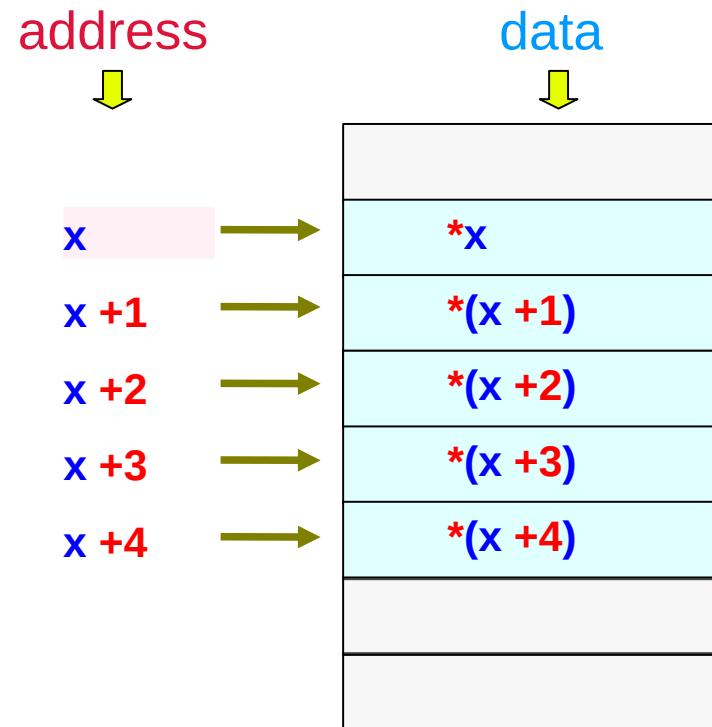 address data
x *x
x +1 *(x +1)
x +2 *(x +2)
x +3 *(x +3)
x +4 *(x +4)